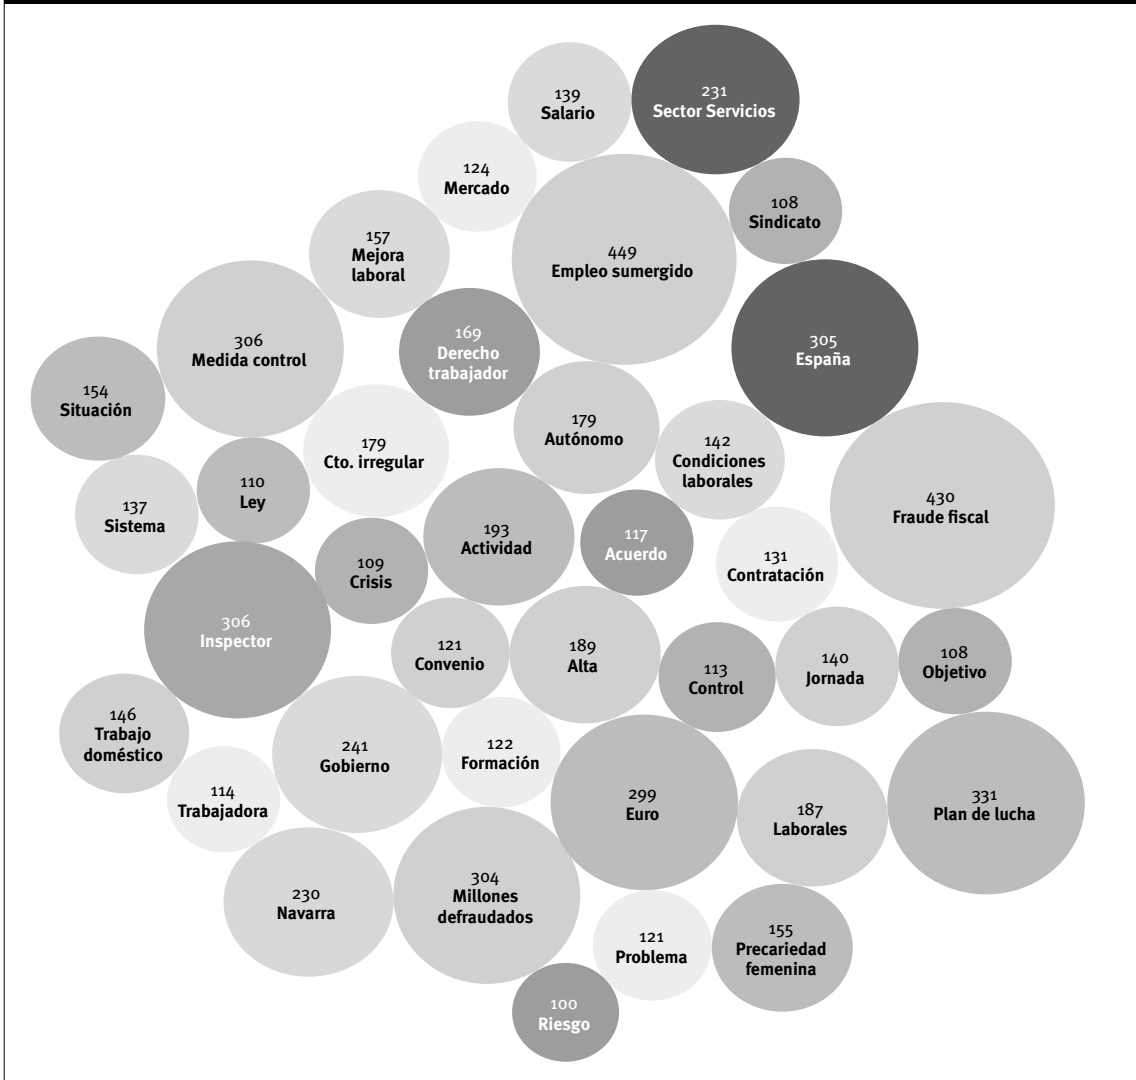 139
Salario
231
Sector Servicios
124
Mercado
108
Sindicato
157
Mejora
laboral
449
Empleo sumergido
306
Medida control
169
Derecho
trabajador
305
España
154
Situación
179
Cto. irregular
179
Autónomo
142
Condiciones
laborales
430
Fraude fiscal
137
Sistema
110
Ley
109
Crisis
193
Actividad
117
Acuerdo
131
Contratación
306
Inspector
121
Convenio
189
Alta
113
Control
140
Jornada
108
Objetivo
146
Trabajo
doméstico
114
Trabajadora
241
Gobierno
122
Formación
299
Euro
187
Laborales
331
Plan de lucha
230
Navarra
304
Millones
defraudados
121
Problema
155
Precariedad
femenina
100
Riesgo